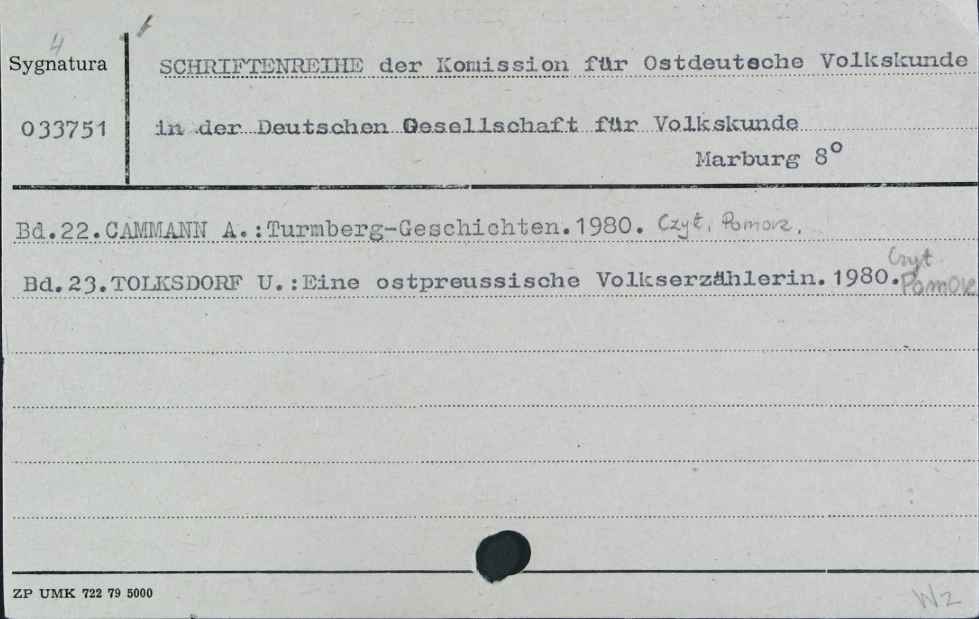 4
Sygnatura
033751
SCHRIFTENREIHE der Komission für Ostdeutsche Volkskunde
in der Deutschen Gesellschaft für Volkskunde
Marburg 8°
Bd.22.CAMMANN A.:Turmberg-Geschichten.1980. Czyt. Pomorz.
Bd.23.TOLKSDORF U.:Eine ostpreussische Volkserzählerin.1980. Czyt Pomorz
ZP UMK 722 79 5000
Wz